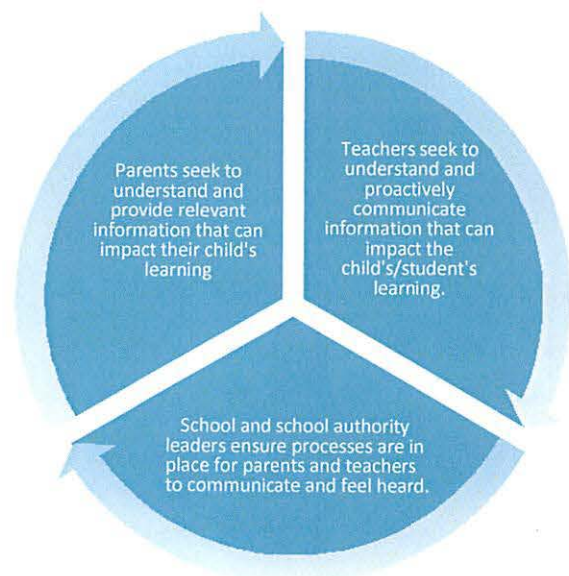 Parents seek to
understand and
provide relevant
information that can
impact their child's
learning
Teachers seek to
understand and
proactively
communicate
information that can
impact the
child's/student's
learning.
School and school authority
leaders ensure processes are in
place for parents and teachers
to communicate and feel heard.